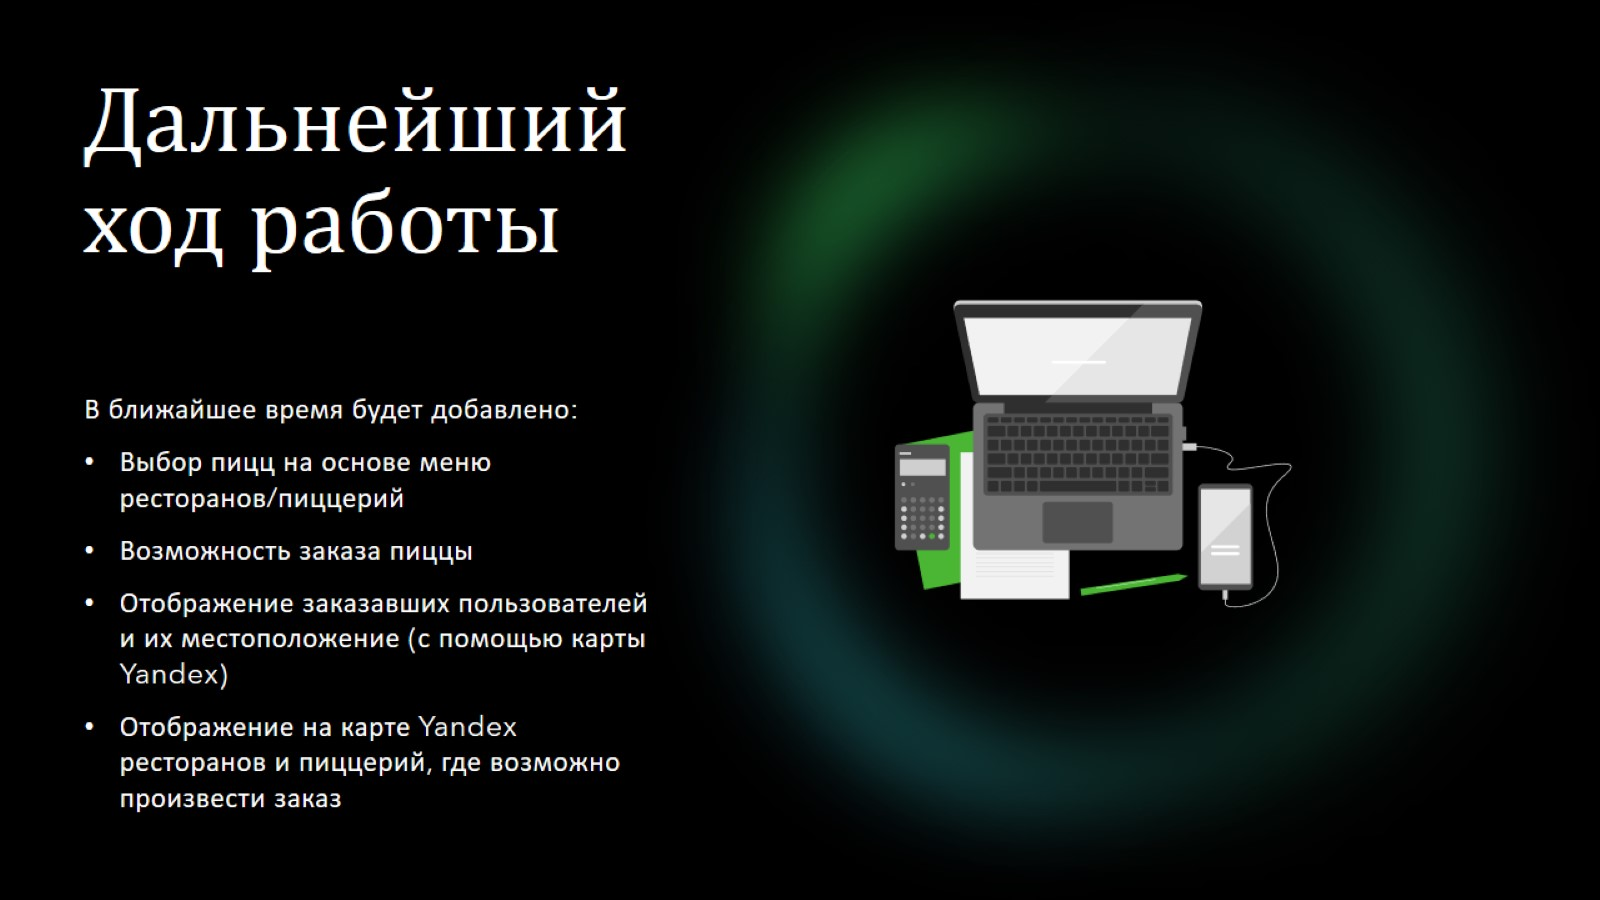 Дальнейший
ход работы
В ближайшее время будет добавлено:
• Выбор пицц на основе меню
ресторанов/пиццерий
• Возможность заказа пиццы
• Отображение заказавших пользователей
и их местоположение (с помощью карты
Yandex)
• Отображение на карте Yandex
ресторанов и пиццерий, где возможно
произвести заказ